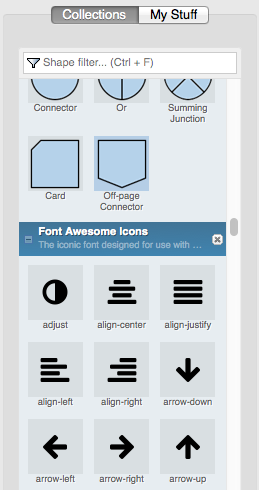 Collections My Stuff
Shape filter... (Ctrl + F)
Connector Or Summing
Junction
Card Off-page
Connector
Font Awesome Icons
The iconic font designed for use with ...
adjust align-center align-justify
align-left align-right arrow-down
arrow-left arrow-right arrow-up